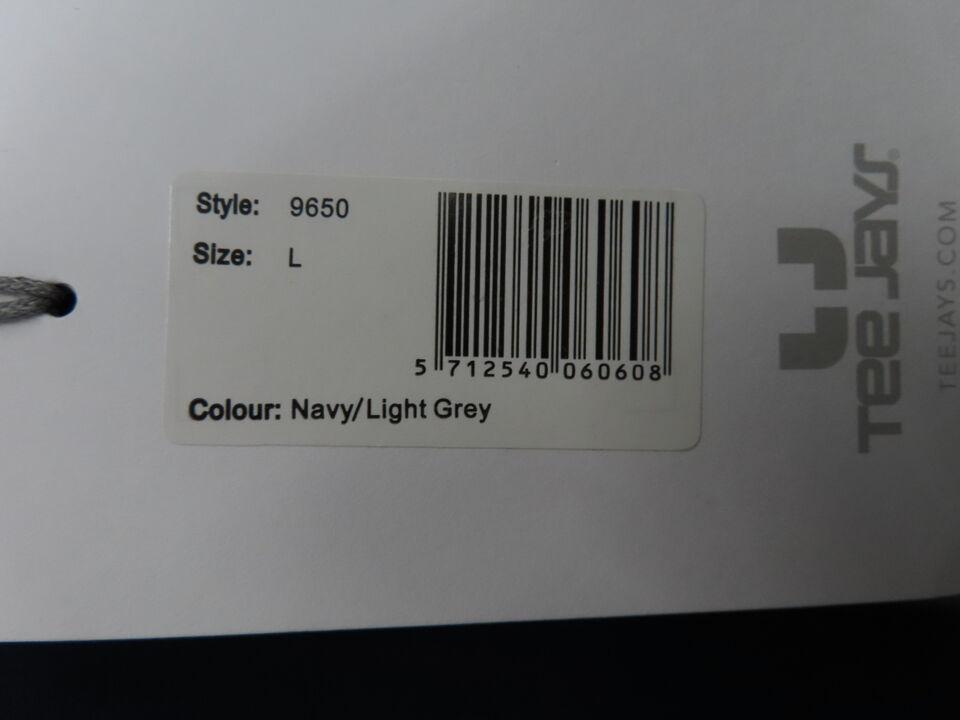 Style: 9650
Size: L
5 712540 060608
Colour: Navy/Light Grey
Tee Jays®
TEEJAYS.COM